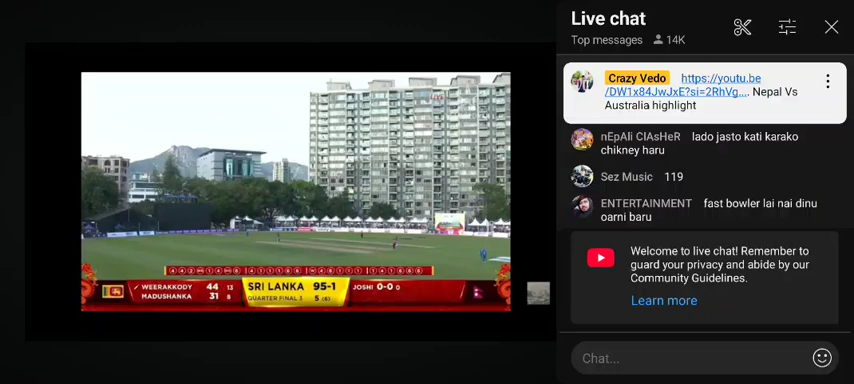 Live chat
Top messages 14K
Crazy Vedo https://youtu.be
/DW1x84JwJxE?si=2RhVg.... Nepal Vs
Australia highlight
nEpAli ClAsHeR lado jasto kati karako
chikney haru
Sez Music 119
ENTERTAINMENT fast bowler lai nai dinu
oarni baru
Welcome to live chat! Remember to
guard your privacy and abide by our
Community Guidelines.
Learn more
Chat...
WEERAKKODY 44 13
MADUSHANKA 31 8
SRI LANKA 95-1
QUARTER FINAL 3 5 (6)
JOSHI 0-0 0